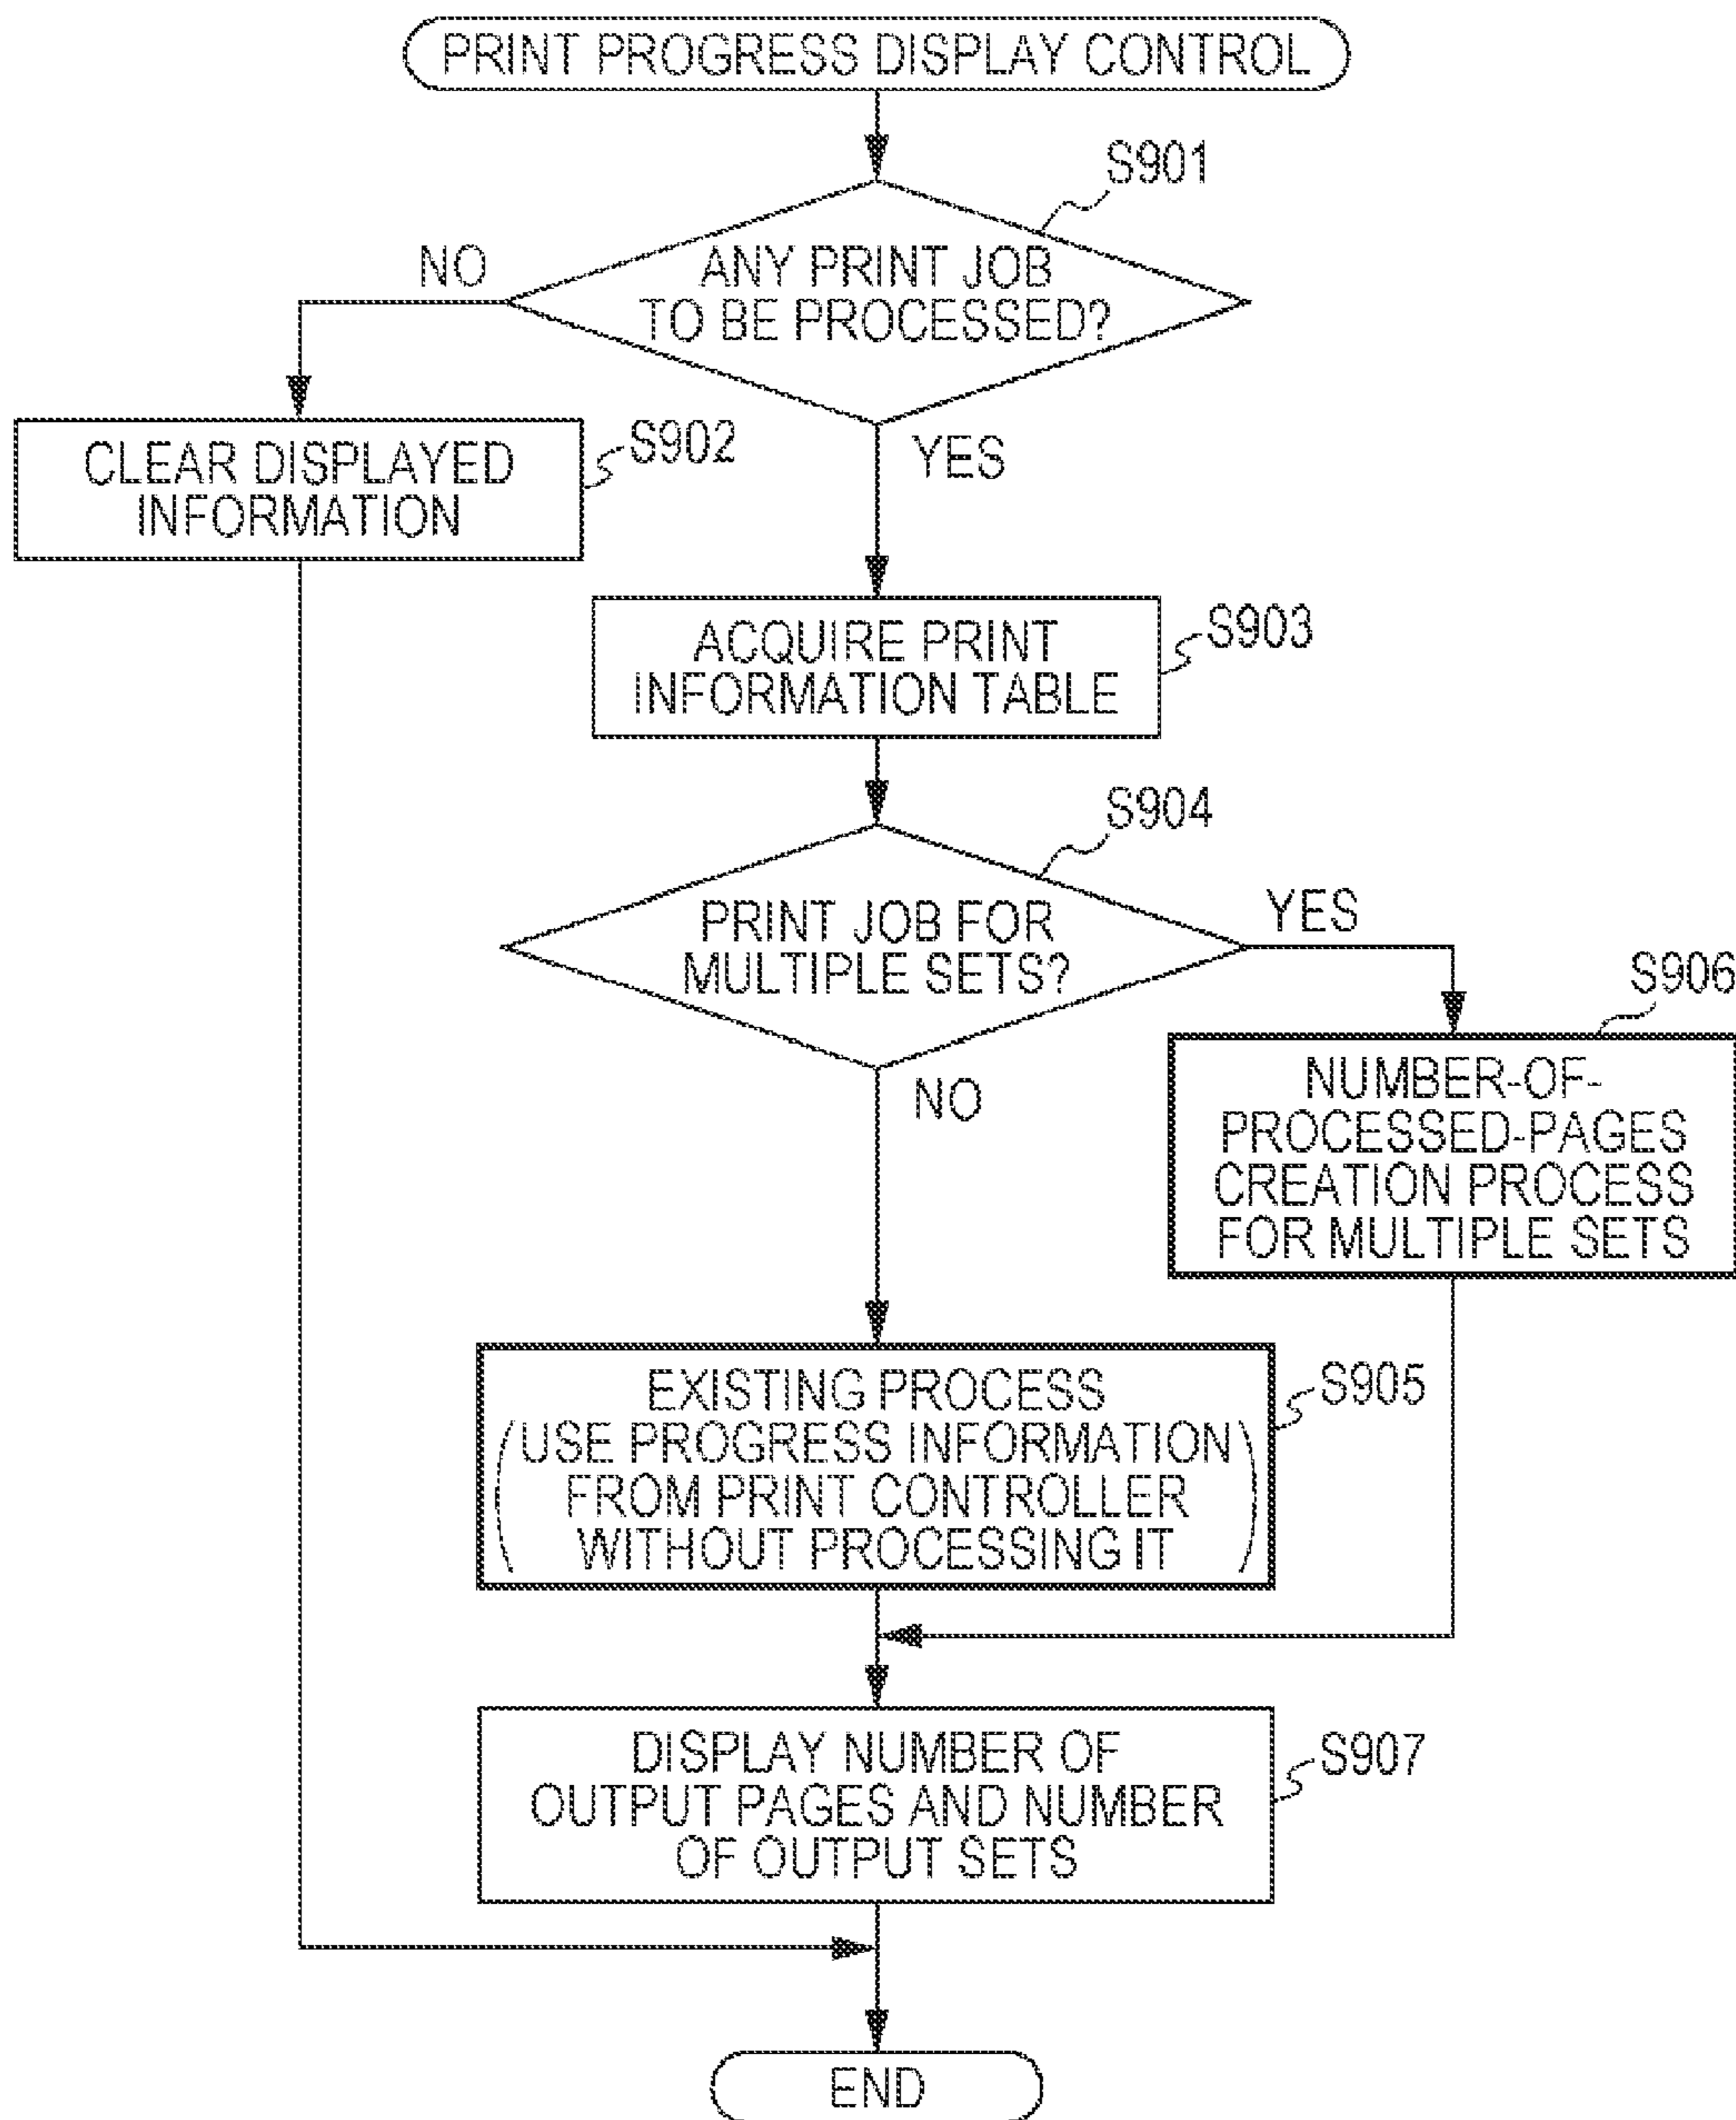 PRINT PROGRESS DISPLAY CONTROL
S901
NO
ANY PRINT JOB
TO BE PROCESSED?
YES
S902
CLEAR DISPLAYED
INFORMATION
S903
ACQUIRE PRINT
INFORMATION TABLE
S904
PRINT JOB FOR
MULTIPLE SETS?
YES
NO
S906
NUMBER-OF-
PROCESSED-PAGES
CREATION PROCESS
FOR MULTIPLE SETS
S905
EXISTING PROCESS
(USE PROGRESS INFORMATION
FROM PRINT CONTROLLER
WITHOUT PROCESSING IT)
S907
DISPLAY NUMBER OF
OUTPUT PAGES AND NUMBER
OF OUTPUT SETS
END